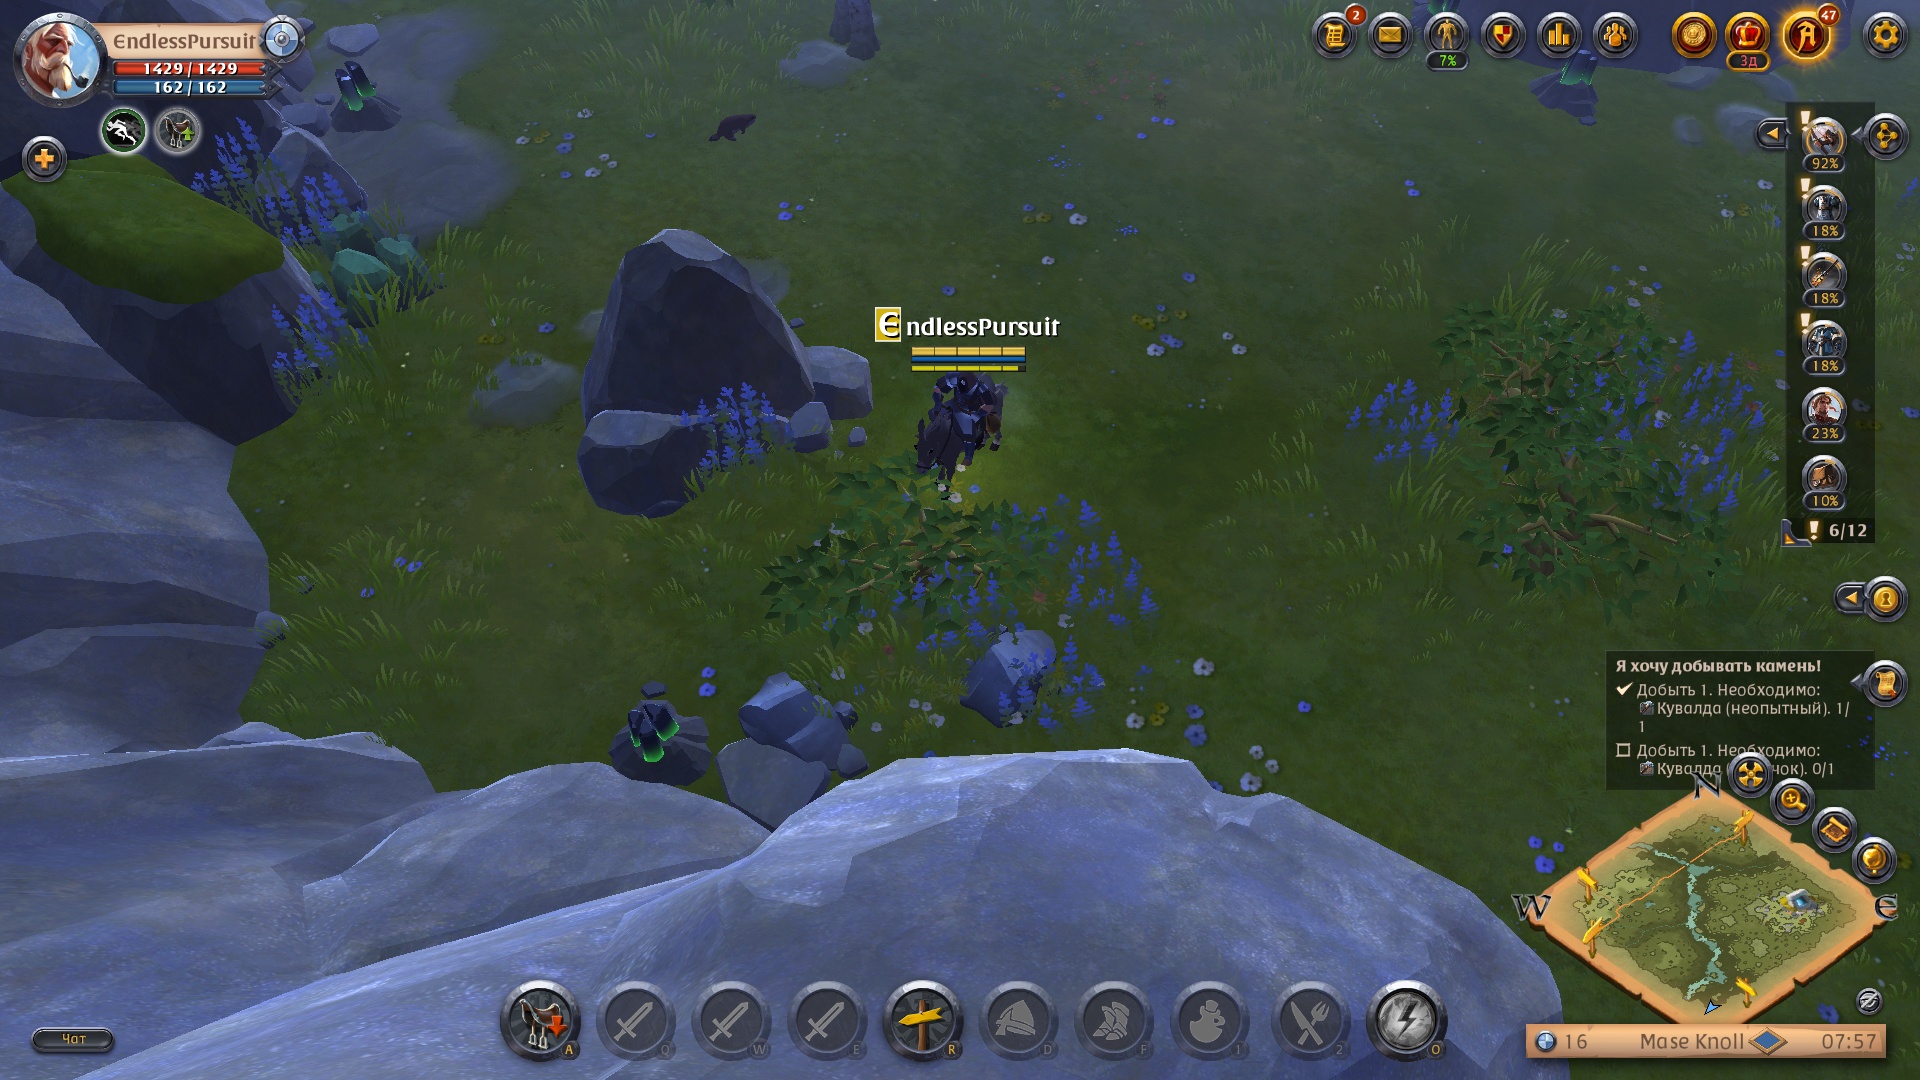 EndlessPursuit
1429 / 1429
162 / 162
2
7%
3д
47
92%
18%
18%
18%
23%
10%
6/12
EndlessPursuit
Я хочу добывать камень!
Добыть 1. Необходимо:
Кувалда (неопытный). 1/
1
Добыть 1. Необходимо:
Кувалда 0/1
N
W
E
Чат
A
Q
W
E
R
D
F
1
2
O
16
Mase Knoll
07:57